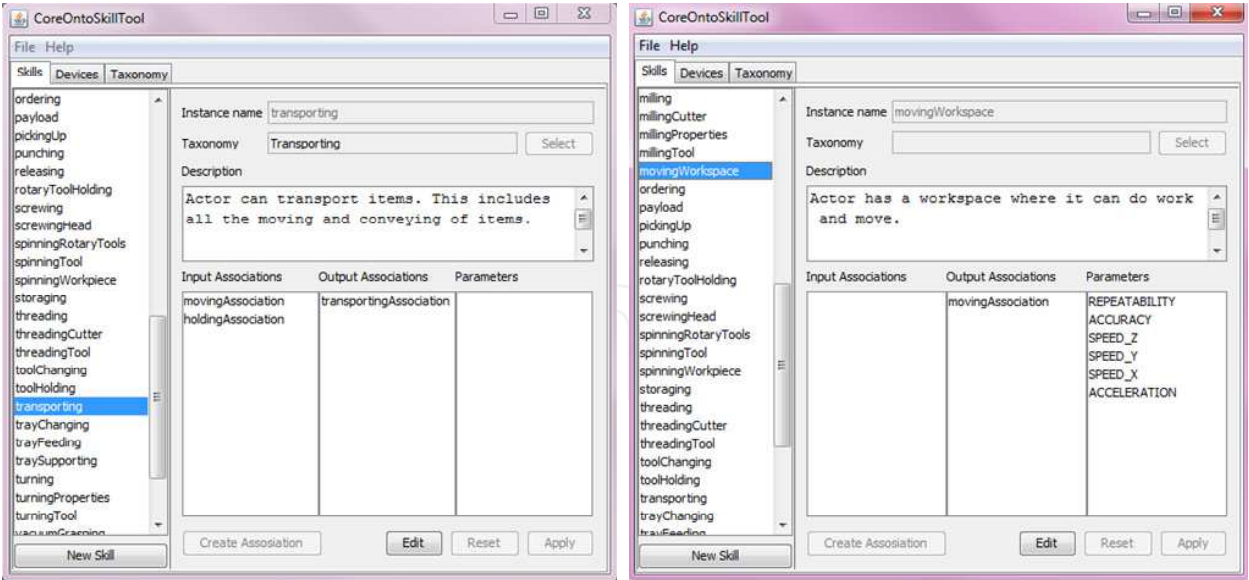 CoreOntoSkillTool
File Help
Skills Devices Taxonomy
ordering
payload
pickingUp
punching
releasing
rotaryToolHolding
screwing
screwingHead
spinningRotaryTools
spinningTool
spinningWorkpiece
storaging
threading
threadingCutter
threadingTool
toolChanging
toolHolding
transporting
trayChanging
trayFeeding
traySupporting
turning
turningProperties
turningTool
vacuumGrasping
New Skill
Instance name transporting
Taxonomy Transporting Select
Description
Actor can transport items. This includes
all the moving and conveying of items.
Input Associations Output Associations Parameters
movingAssociation transportingAssociation
holdingAssociation
Create Assosiation Edit Reset Apply
CoreOntoSkillTool
File Help
Skills Devices Taxonomy
milling
millingCutter
millingProperties
millingTool
movingWorkspace
ordering
payload
pickingUp
punching
releasing
rotaryToolHolding
screwing
screwingHead
spinningRotaryTools
spinningTool
spinningWorkpiece
storaging
threading
threadingCutter
threadingTool
toolChanging
toolHolding
transporting
trayChanging
trayFeeding
New Skill
Instance name movingWorkspace
Taxonomy Select
Description
Actor has a workspace where it can do work
and move.
Input Associations Output Associations Parameters
movingAssociation REPEATABILITY
ACCURACY
SPEED_Z
SPEED_Y
SPEED_X
ACCELERATION
Create Assosiation Edit Reset Apply